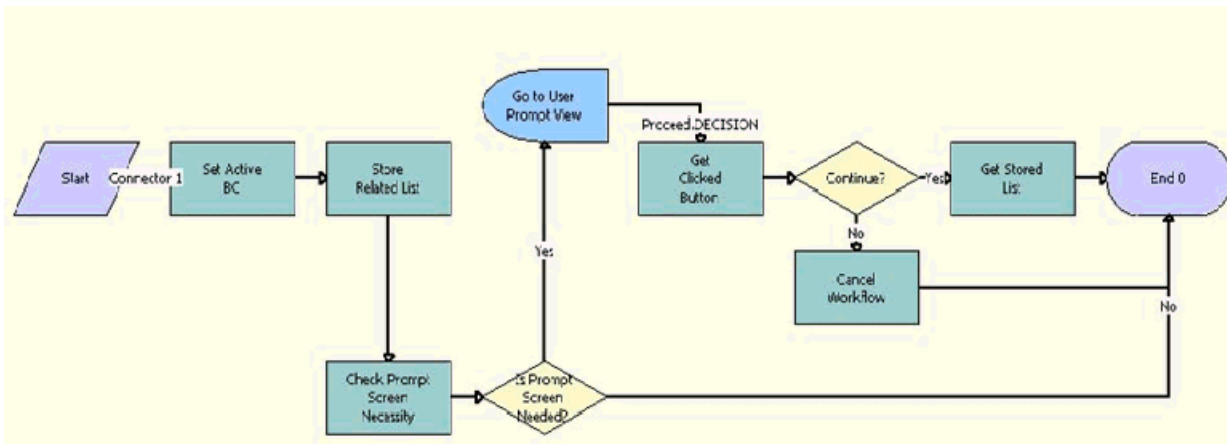 Go to User
Prompt View
Proceed.DECISION
Start
Connector 1
Set Active
BC
Store
Related List
Get
Clicked
Button
Continue?
Yes
Get Stored
List
End 0
No
Yes
Cancel
Workflow
No
Check Prompt
Screen
Necessity
Is Prompt
Screen
Needed?